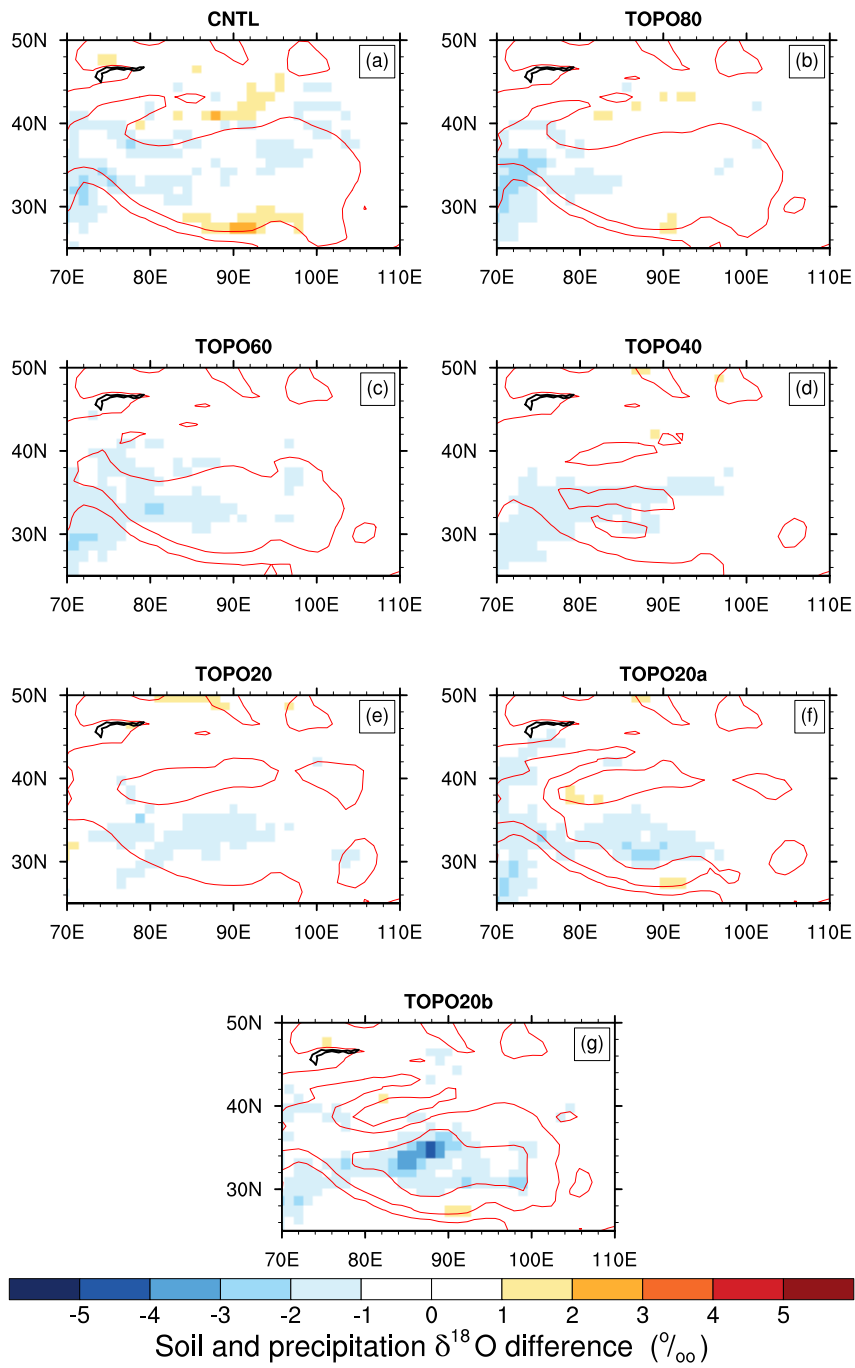 CNTL TOPO80
50N 50N
(a) (b)
40N 40N
30N 30N
70E 80E 90E 100E 110E 70E 80E 90E 100E 110E
TOPO60 TOPO40
50N 50N
(c) (d)
40N 40N
30N 30N
70E 80E 90E 100E 110E 70E 80E 90E 100E 110E
TOPO20 TOPO20a
50N 50N
(e) (f)
40N 40N
30N 30N
70E 80E 90E 100E 110E 70E 80E 90E 100E 110E
TOPO20b
50N
(g)
40N
30N
70E 80E 90E 100E 110E
-5 -4 -3 -2 -1 0 1 2 3 4 5
Soil and precipitation δ¹⁸O difference (º/ₒₒ)